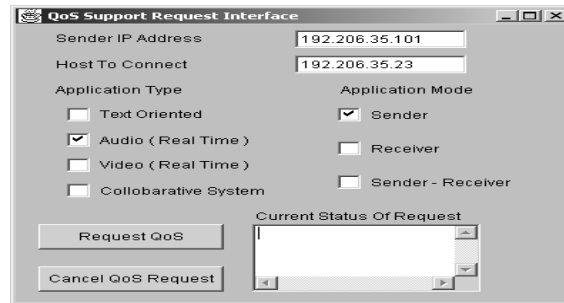 QoS Support Request Interface
Sender IP Address 192.206.35.101
Host To Connect 192.206.35.23
Application Type Application Mode
Text Oriented Sender
Audio ( Real Time ) Receiver
Video ( Real Time )
Collobarative System Sender - Receiver
Current Status Of Request
Request QoS
Cancel QoS Request